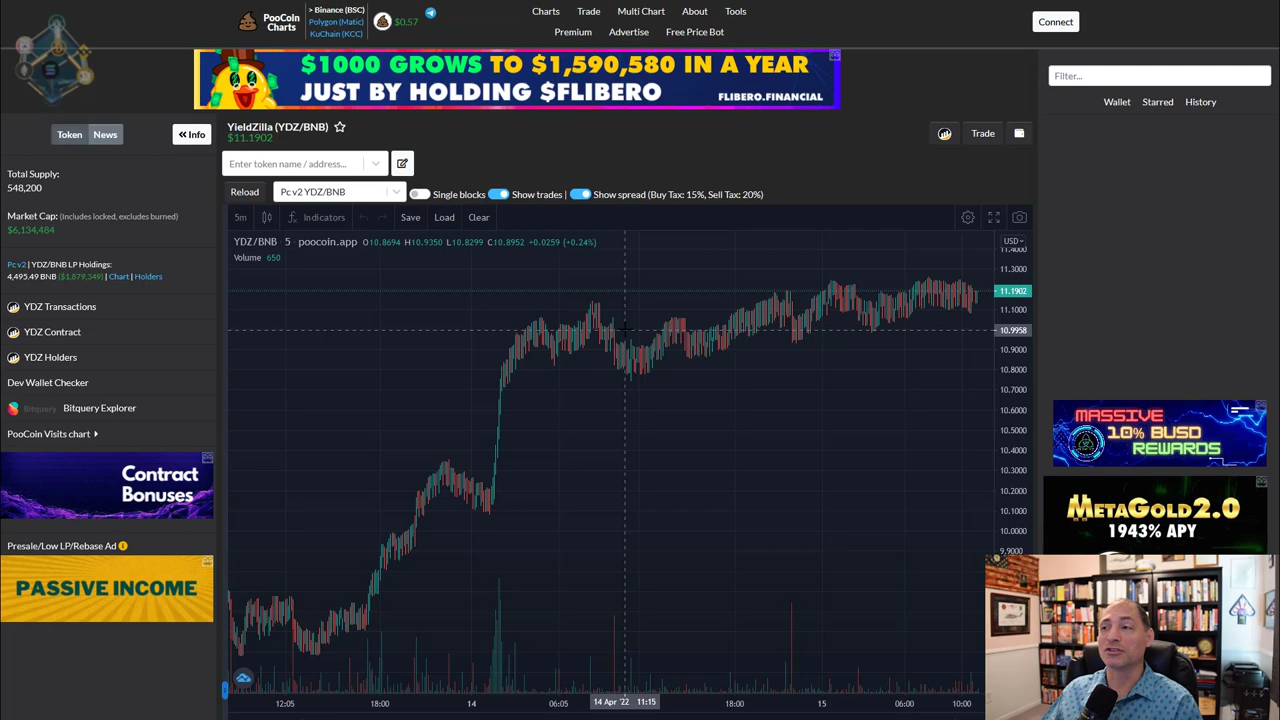 PooCoin
Charts
> Binance (BSC)
Polygon (Matic)
KuChain (KCC)
$0.57
Charts
Trade
Multi Chart
About
Tools
Premium
Advertise
Free Price Bot
Connect
$1000 GROWS TO $1,590,580 IN A YEAR
JUST BY HOLDING $FLIBERO
FLIBERO.FINANCIAL
Filter...
Wallet
Starred
History
Token
News
Info
YieldZilla (YDZ/BNB)
$11.1902
Trade
Enter token name / address...
Reload
Pc v2 YDZ/BNB
Single blocks
Show trades |
Show spread (Buy Tax: 15%, Sell Tax: 20%)
Total Supply:
548,200
Market Cap: (Includes locked, excludes burned)
$6,134,484
Pc v2 | YDZ/BNB LP Holdings:
4,495.49 BNB ($1,879,349) | Chart | Holders
YDZ Transactions
YDZ Contract
YDZ Holders
Dev Wallet Checker
Bitquery
Bitquery Explorer
PooCoin Visits chart
Contract
Bonuses
Presale/Low LP/Rebase Ad
PASSIVE INCOME
5m
Indicators
Save
Load
Clear
YDZ/BNB · 5 · poocoin.app O10.8694 H10.9350 L10.8299 C10.8952 +0.0259 (+0.24%)
Volume 650
USD
11.4000
11.3000
11.1902
11.1000
10.9958
10.9000
10.8000
10.7000
10.6000
10.5000
10.4000
10.3000
10.2000
10.1000
10.0000
9.9000
12:05
18:00
14
06:05
14 Apr '22 11:15
18:00
15
06:00
10:00
MASSIVE
10% BUSD
REWARDS
METAGOLD 2.0
1943% APY